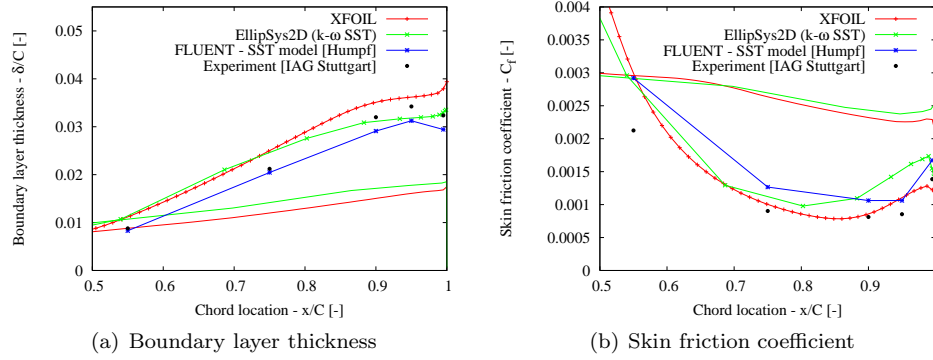 XFOIL
EllipSys2D (k-ω SST)
FLUENT - SST model [Humpf]
Experiment [IAG Stuttgart]
Boundary layer thickness - δ/C [-]
0.05
0.04
0.03
0.02
0.01
0
0.5 0.6 0.7 0.8 0.9 1
Chord location - x/C [-]
(a) Boundary layer thickness
XFOIL
EllipSys2D (k-ω SST)
FLUENT - SST model [Humpf]
Experiment [IAG Stuttgart]
Skin friction coefficient - Cf [-]
0.004
0.0035
0.003
0.0025
0.002
0.0015
0.001
0.0005
0
0.5 0.6 0.7 0.8 0.9 1
Chord location - x/C [-]
(b) Skin friction coefficient